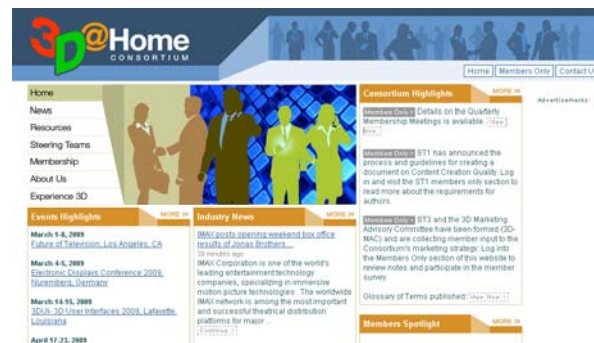 3D@Home
CONSORTIUM
Home
Members Only
Contact U
Home
News
Resources
Steering Teams
Membership
About Us
Experience 3D
Consortium Highlights
MORE
Members Only Details on the Quarterly
Membership Meetings is available.
Members Only ST1 has announced the
process and guidelines for creating a
document on Content Creation Quality. Log
in and visit the ST1 members only section to
read more about the requirements for
authors.
Members Only ST3 and the 3D Marketing
Advisory Committee have been formed (3D-
MAC) and are collecting member input to the
Consortium's marketing strategy. Log into
the Members Only section of this website to
review notes and participate in the member
survey.
Glossary of Terms published:
Members Spotlight
MORE
Advertisements:
Events Highlights
MORE
March 1-8, 2009
Future of Television, Los Angeles, CA
March 4-5, 2009
Electronic Displays Conference 2009,
Nuremberg, Germany
March 14-15, 2009
3DUI- 3D User Interfaces 2009, Lafayette,
Louisiana
April 17-23, 2009
Industry News
MORE
IMAX posts opening weekend box office
results of Jonas Brothers...
39 minutes ago
IMAX Corporation is one of the world's
leading entertainment technology
companies, specializing in immersive
motion picture technologies. The worldwide
IMAX network is among the most important
and successful theatrical distribution
platforms for major ...
Continue